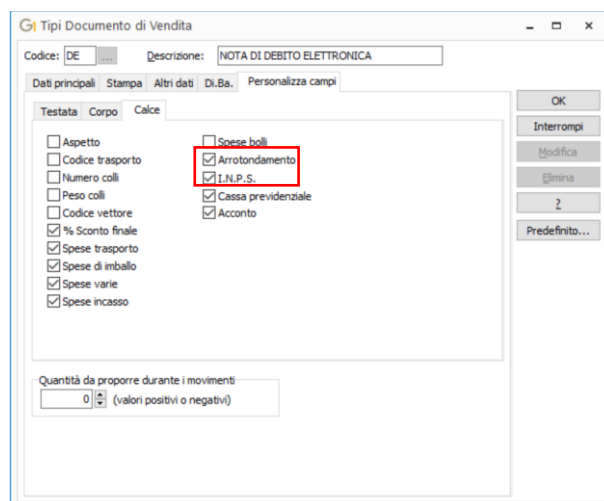 GI Tipi Documento di Vendita
Codice: DE ... Descrizione: NOTA DI DEBITO ELETTRONICA
Dati principali Stampa Altri dati Di.Ba. Personalizza campi
Testata Corpo Calce
Aspetto
Codice trasporto
Numero colli
Peso colli
Codice vettore
% Sconto finale
Spese trasporto
Spese di imballo
Spese varie
Spese incasso
Spese bolli
Arrotondamento
I.N.P.S.
Cassa previdenziale
Acconto
Quantità da proporre durante i movimenti
0 (valori positivi o negativi)
OK
Interrompi
Modifica
Elimina
?
Predefinito...